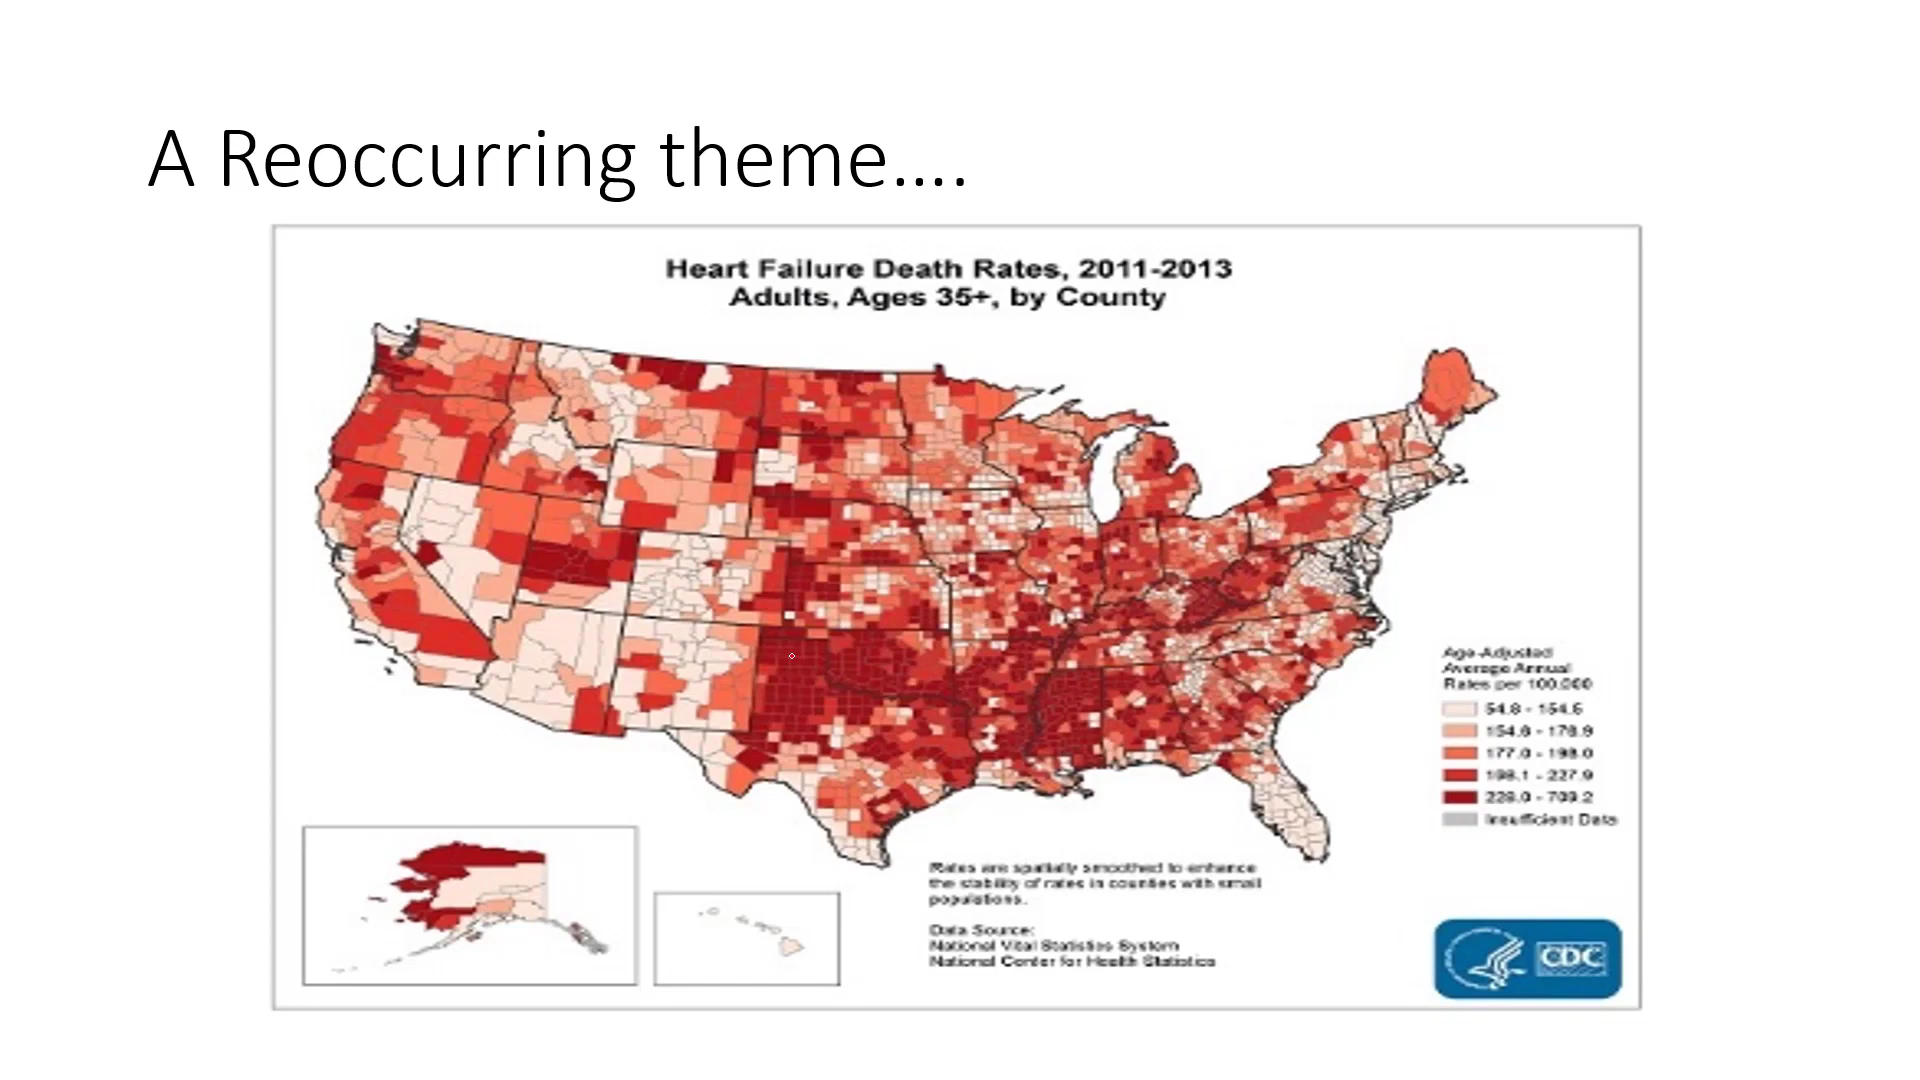 A Reoccurring theme....
Heart Failure Death Rates, 2011-2013
Adults, Ages 35+, by County
Age-Adjusted
Average Annual
Rates per 100,000
54.8 - 154.5
154.6 - 176.9
177.0 - 198.0
198.1 - 227.9
228.0 - 709.2
Insufficient Data
Rates are spatially smoothed to enhance
the stability of rates in counties with small
populations.
Data Source:
National Vital Statistics System
National Center for Health Statistics
CDC